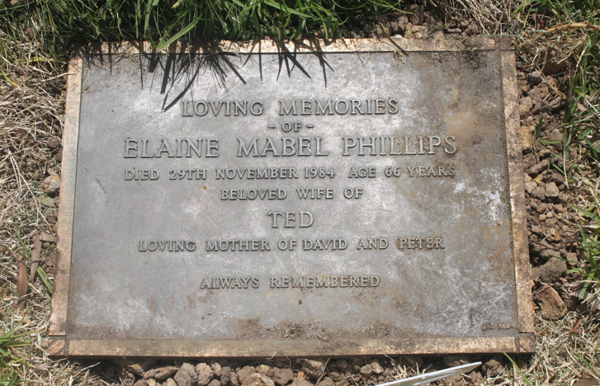 LOVING MEMORIES
- OF -
ELAINE MABEL PHILLIPS
DIED 29TH NOVEMBER 1984 AGE 66 YEARS
BELOVED WIFE OF
TED
LOVING MOTHER OF DAVID AND PETER
ALWAYS REMEMBERED